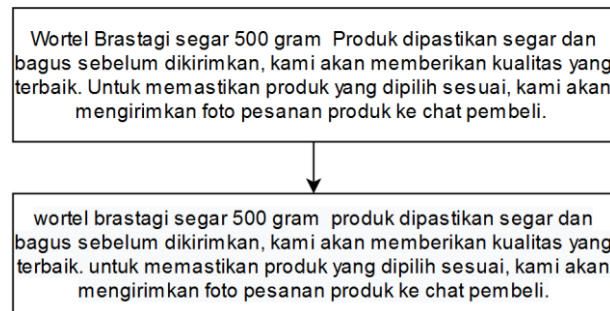 Wortel Brastagi segar 500 gram  Produk dipastikan segar dan
bagus sebelum dikirimkan, kami akan memberikan kualitas yang
terbaik. Untuk memastikan produk yang dipilih sesuai, kami akan
mengirimkan foto pesanan produk ke chat pembeli.
wortel brastagi segar 500 gram  produk dipastikan segar dan
bagus sebelum dikirimkan, kami akan memberikan kualitas yang
terbaik. untuk memastikan produk yang dipilih sesuai, kami akan
mengirimkan foto pesanan produk ke chat pembeli.